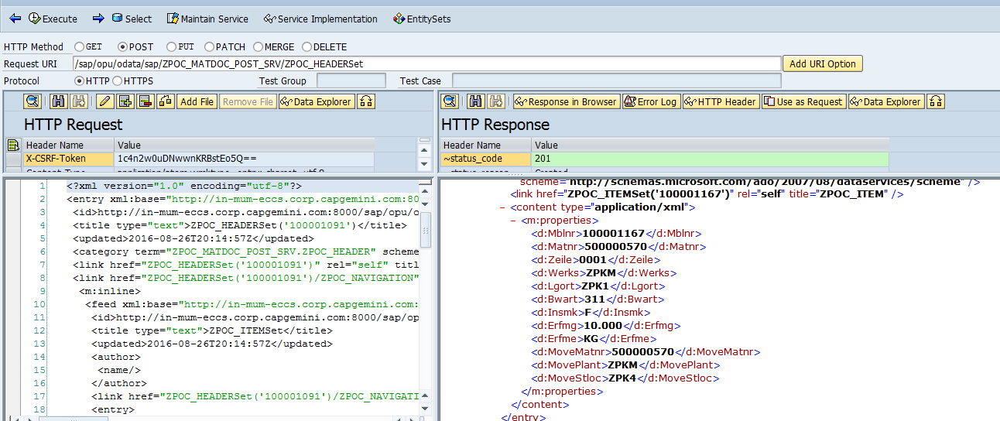 Execute Select Maintain Service Service Implementation EntitySets
HTTP Method GET POST PUT PATCH MERGE DELETE
Request URI /sap/opu/odata/sap/ZPOC_MATDOC_POST_SRV/ZPOC_HEADERSet Add URI Option
Protocol HTTP HTTPS Test Group Test Case
Add File Remove File Data Explorer
HTTP Request
Header Name Value
X-CSRF-Token 1c4n2w0uDNwwnKRBstEo5Q==
Content-Type application/atom+xml;type=entry; charset=utf-8
1 <?xml version="1.0" encoding="utf-8"?>
2 <entry xml:base="http://in-mum-eccs.corp.capgemini.com:80
3 <id>http://in-mum-eccs.corp.capgemini.com:8000/sap/opu/o
4 <title type="text">ZPOC_HEADERSet('100001091')</title>
5 <updated>2016-08-26T20:14:57Z</updated>
6 <category term="ZPOC_MATDOC_POST_SRV.ZPOC_HEADER" scheme
7 <link href="ZPOC_HEADERSet('100001091')" rel="self" titl
8 <link href="ZPOC_HEADERSet('100001091')/ZPOC_NAVIGATION"
9 <m:inline>
10 <feed xml:base="http://in-mum-eccs.corp.capgemini.com:
11 <id>http://in-mum-eccs.corp.capgemini.com:8000/sap/op
12 <title type="text">ZPOC_ITEMSet</title>
13 <updated>2016-08-26T20:14:57Z</updated>
14 <author>
15 <name/>
16 </author>
17 <link href="ZPOC_HEADERSet('100001091')/ZPOC_NAVIGATI
18 <entry>
Response in Browser Error Log HTTP Header Use as Request Data Explorer
HTTP Response
Header Name Value
~status_code 201
~status_reason Created
scheme="http://schemas.microsoft.com/ado/2007/08/dataservices/scheme" />
<link href="ZPOC_ITEMSet('100001167')" rel="self" title="ZPOC_ITEM" />
- <content type="application/xml">
- <m:properties>
<d:Mblnr>100001167</d:Mblnr>
<d:Matnr>500000570</d:Matnr>
<d:Zeile>0001</d:Zeile>
<d:Werks>ZPKM</d:Werks>
<d:Lgort>ZPK1</d:Lgort>
<d:Bwart>311</d:Bwart>
<d:Insmk>F</d:Insmk>
<d:Erfmg>10.000</d:Erfmg>
<d:Erfme>KG</d:Erfme>
<d:MoveMatnr>500000570</d:MoveMatnr>
<d:MovePlant>ZPKM</d:MovePlant>
<d:MoveStloc>ZPK4</d:MoveStloc>
</m:properties>
</content>
</entry>